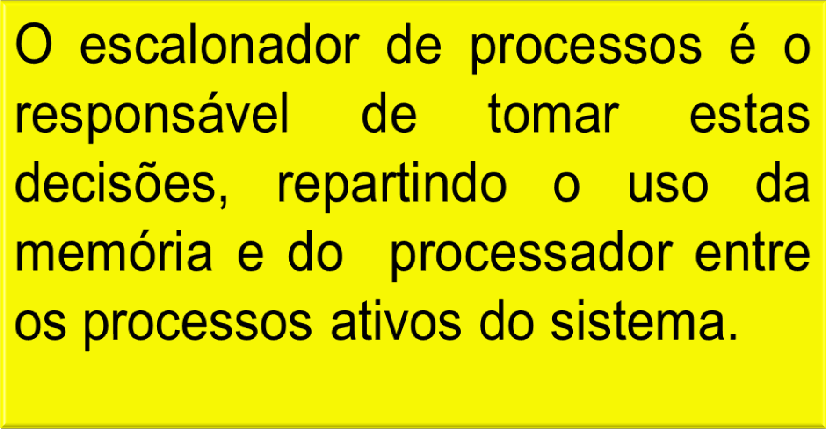 O escalonador de processos é o
responsável de tomar estas
decisões, repartindo o uso da
memória e do processador entre
os processos ativos do sistema.